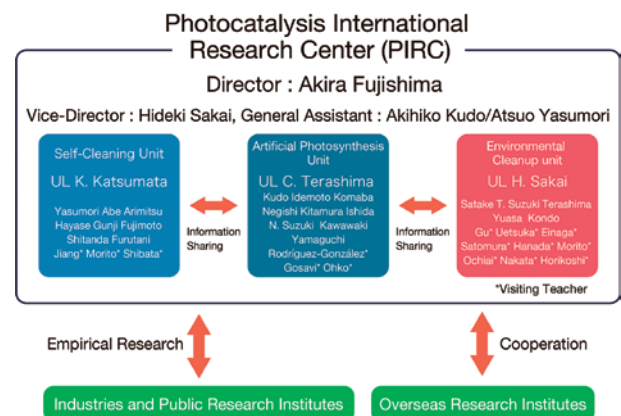 Photocatalysis International
Research Center (PIRC)
Director : Akira Fujishima
Vice-Director : Hideki Sakai, General Assistant : Akihiko Kudo/Atsuo Yasumori
Self-Cleaning Unit
UL K. Katsumata
Yasumori Abe Arimitsu
Hayase Gunji Fujimoto
Shitanda Furutani
Jiang* Morito* Shibata*
Information
Sharing
Artificial Photosynthesis
Unit
UL C. Terashima
Kudo Idemoto Komaba
Negishi Kitamura Ishida
N. Suzuki Kawawaki
Yamaguchi
Rodríguez-González*
Gosavi* Ohko*
Information
Sharing
Environmental
Cleanup unit
UL H. Sakai
Satake T. Suzuki Terashima
Yuasa Kondo
Gu* Uetsuka* Einaga*
Satomura* Hanada* Morito*
Ochiai* Nakata* Horikoshi*
*Visiting Teacher
Empirical Research
Cooperation
Industries and Public Research Institutes
Overseas Research Institutes